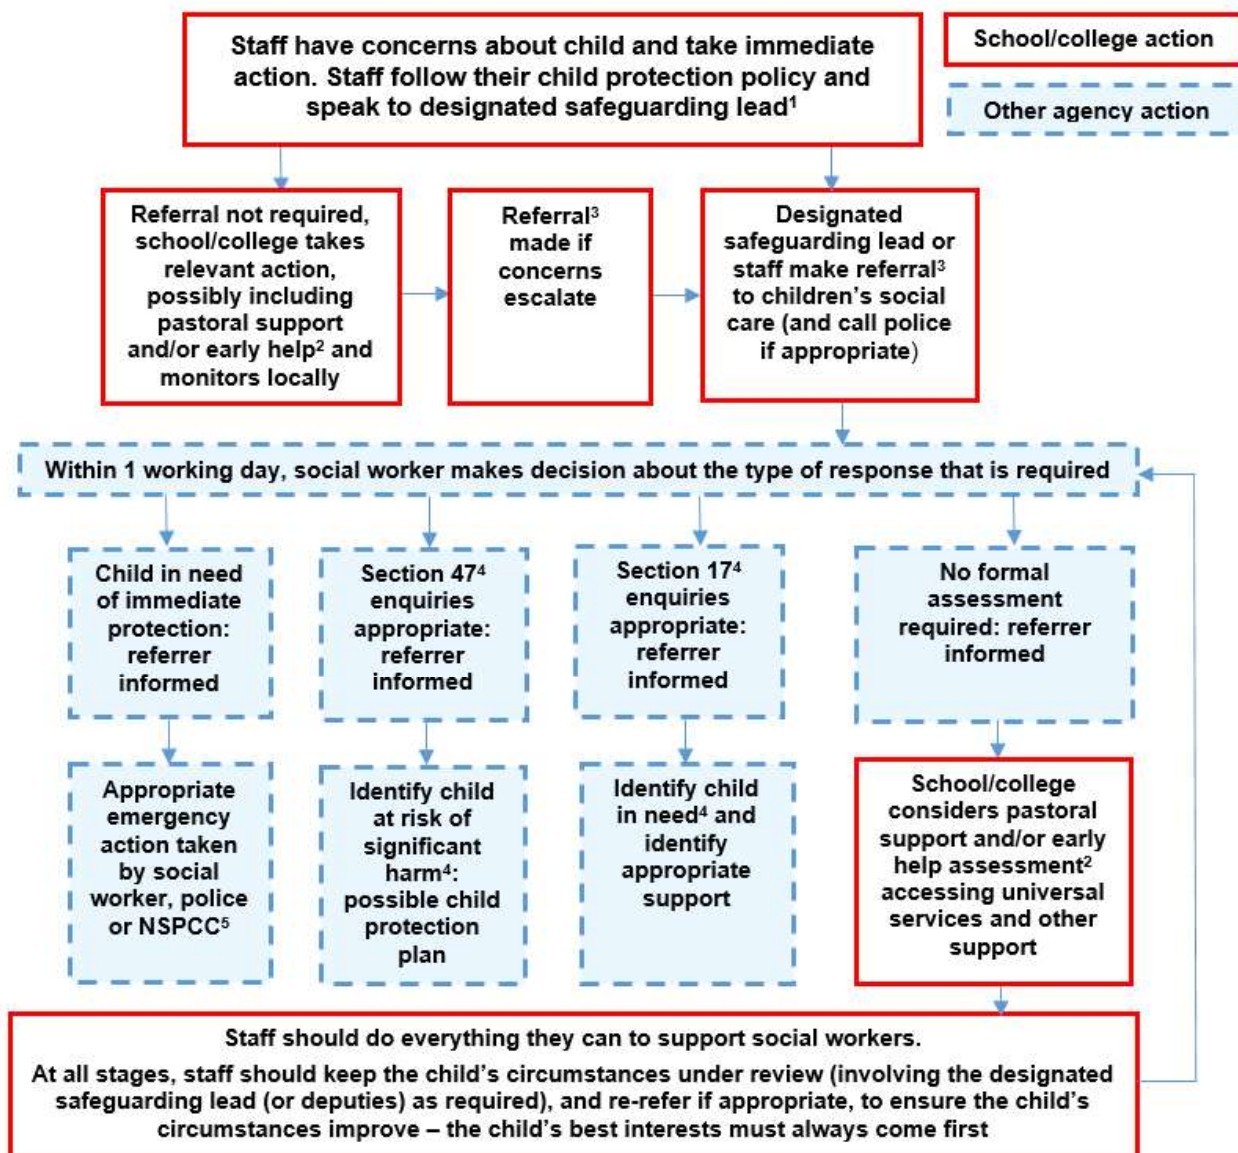 Staff have concerns about child and take immediate
action. Staff follow their child protection policy and
speak to designated safeguarding lead¹
School/college action
Other agency action
Referral not required,
school/college takes
relevant action,
possibly including
pastoral support
and/or early help² and
monitors locally
Referral³
made if
concerns
escalate
Designated
safeguarding lead or
staff make referral³
to children’s social
care (and call police
if appropriate)
Within 1 working day, social worker makes decision about the type of response that is required
Child in need
of immediate
protection:
referrer
informed
Section 47⁴
enquiries
appropriate:
referrer
informed
Section 17⁴
enquiries
appropriate:
referrer
informed
No formal
assessment
required: referrer
informed
Appropriate
emergency
action taken
by social
worker, police
or NSPCC⁵
Identify child
at risk of
significant
harm⁴:
possible child
protection
plan
Identify child
in need⁴ and
identify
appropriate
support
School/college
considers pastoral
support and/or early
help assessment²
accessing universal
services and other
support
Staff should do everything they can to support social workers.
At all stages, staff should keep the child’s circumstances under review (involving the designated
safeguarding lead (or deputies) as required), and re-refer if appropriate, to ensure the child’s
circumstances improve – the child’s best interests must always come first